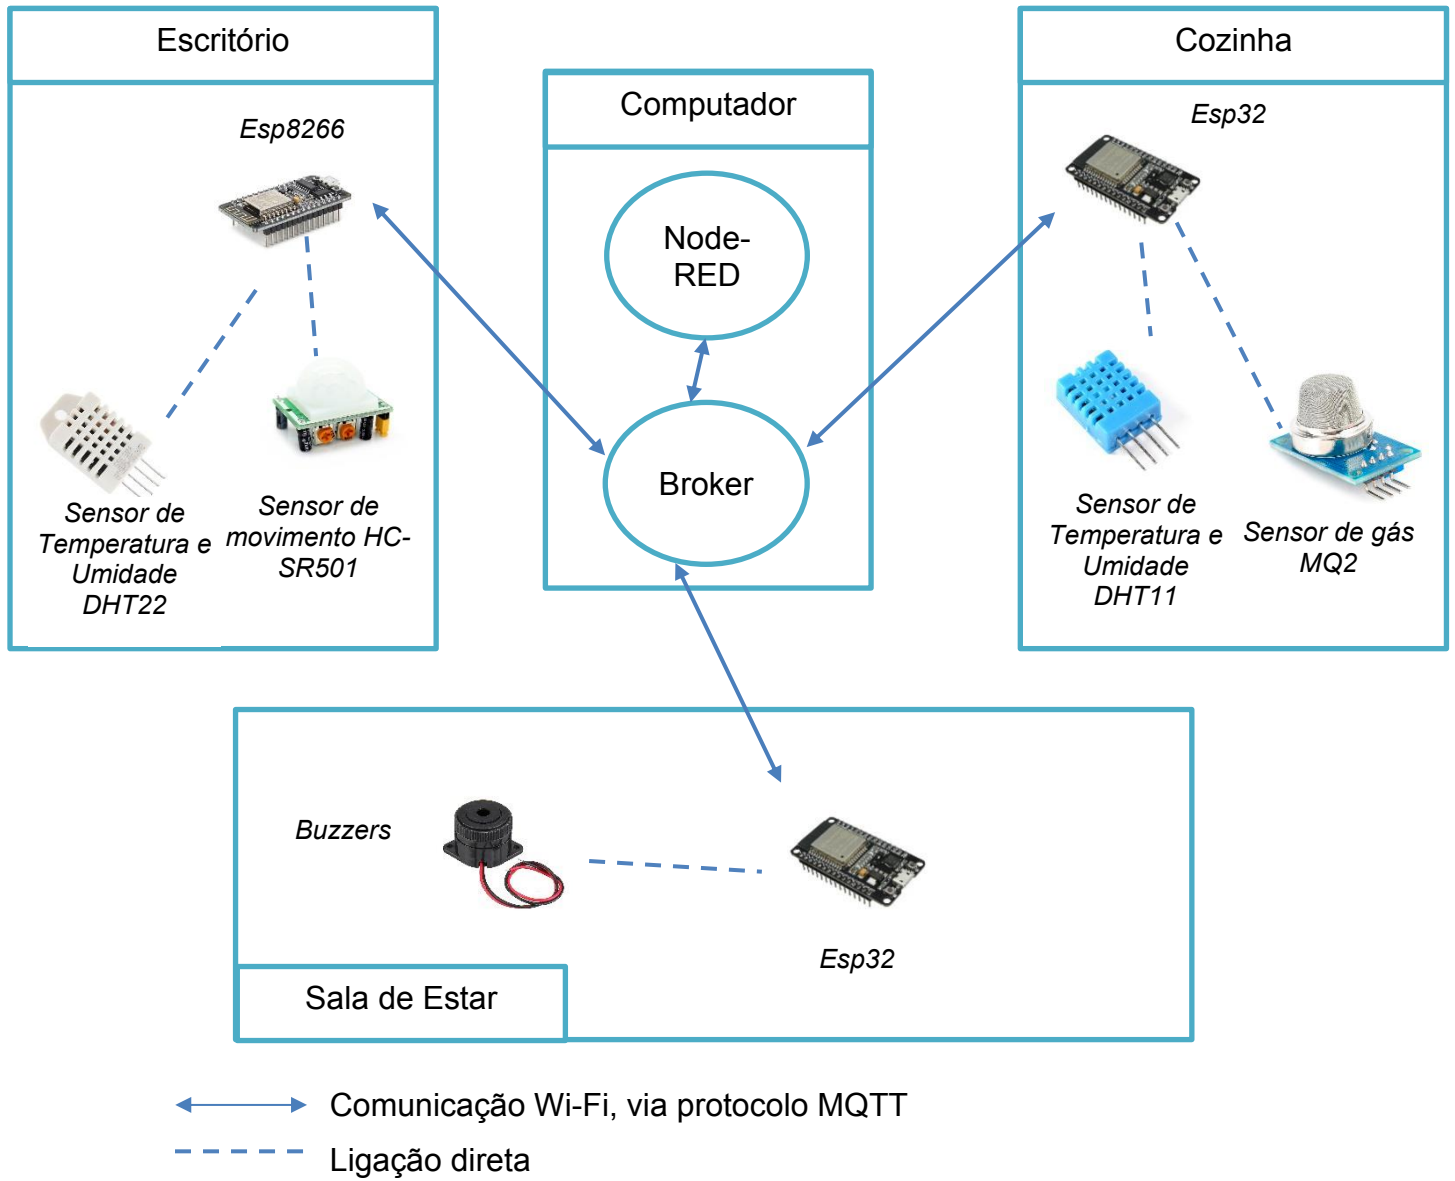 Escritório
Esp8266
Sensor de
Temperatura e
Umidade
DHT22
Sensor de
movimento HC-
SR501
Computador
Node-
RED
Broker
Cozinha
Esp32
Sensor de
Temperatura e
Umidade
DHT11
Sensor de gás
MQ2
Buzzers
Esp32
Sala de Estar
Comunicação Wi-Fi, via protocolo MQTT
Ligação direta